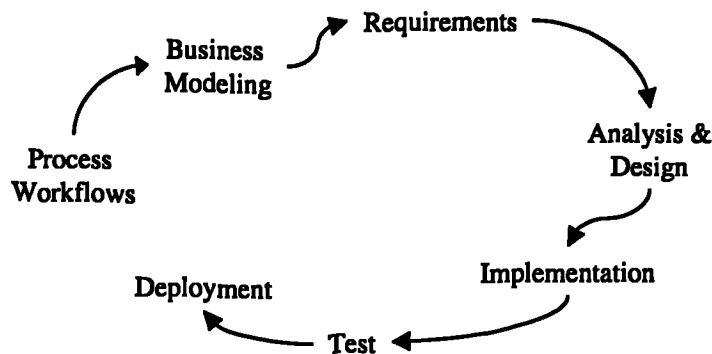 Process
Workflows
Business
Modeling
Requirements
Analysis &
Design
Implementation
Test
Deployment